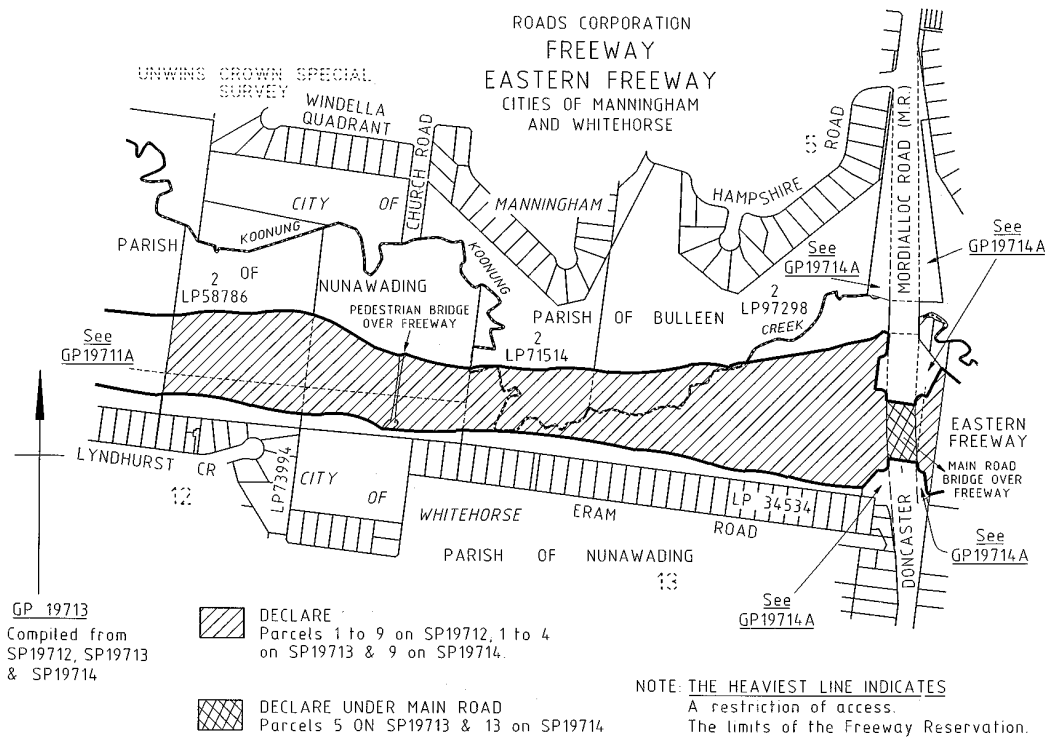 ROADS CORPORATION
FREEWAY
EASTERN FREEWAY
CITIES OF MANNINGHAM
AND WHITEHORSE
UNWINS CROWN SPECIAL
SURVEY
WINDELLA
QUADRANT
CHURCH ROAD
CITY OF
MANNINGHAM
HAMPSHIRE
ROAD
6
MORDIALLOC ROAD (M.R.)
See
GP19714A
See
GP19714A
KOONUNG
KOONUNG
CREEK
PARISH
OF
NUNAWADING
2
LP58786
PEDESTRIAN BRIDGE
OVER FREEWAY
PARISH OF BULLEEN
2
LP71514
2
LP97298
See
GP19711A
EASTERN
FREEWAY
MAIN ROAD
BRIDGE OVER
FREEWAY
LYNDHURST CR
12
LP73994
CITY
OF
WHITEHORSE
ERAM
ROAD
LP 34534
PARISH OF NUNAWADING
13
DONCASTER
See
GP19714A
See
GP19714A
GP 19713
Compiled from
SP19712, SP19713
& SP19714
DECLARE
Parcels 1 to 9 on SP19712, 1 to 4
on SP19713 & 9 on SP19714.
DECLARE UNDER MAIN ROAD
Parcels 5 ON SP19713 & 13 on SP19714
NOTE: THE HEAVIEST LINE INDICATES
A restriction of access.
The limits of the Freeway Reservation.